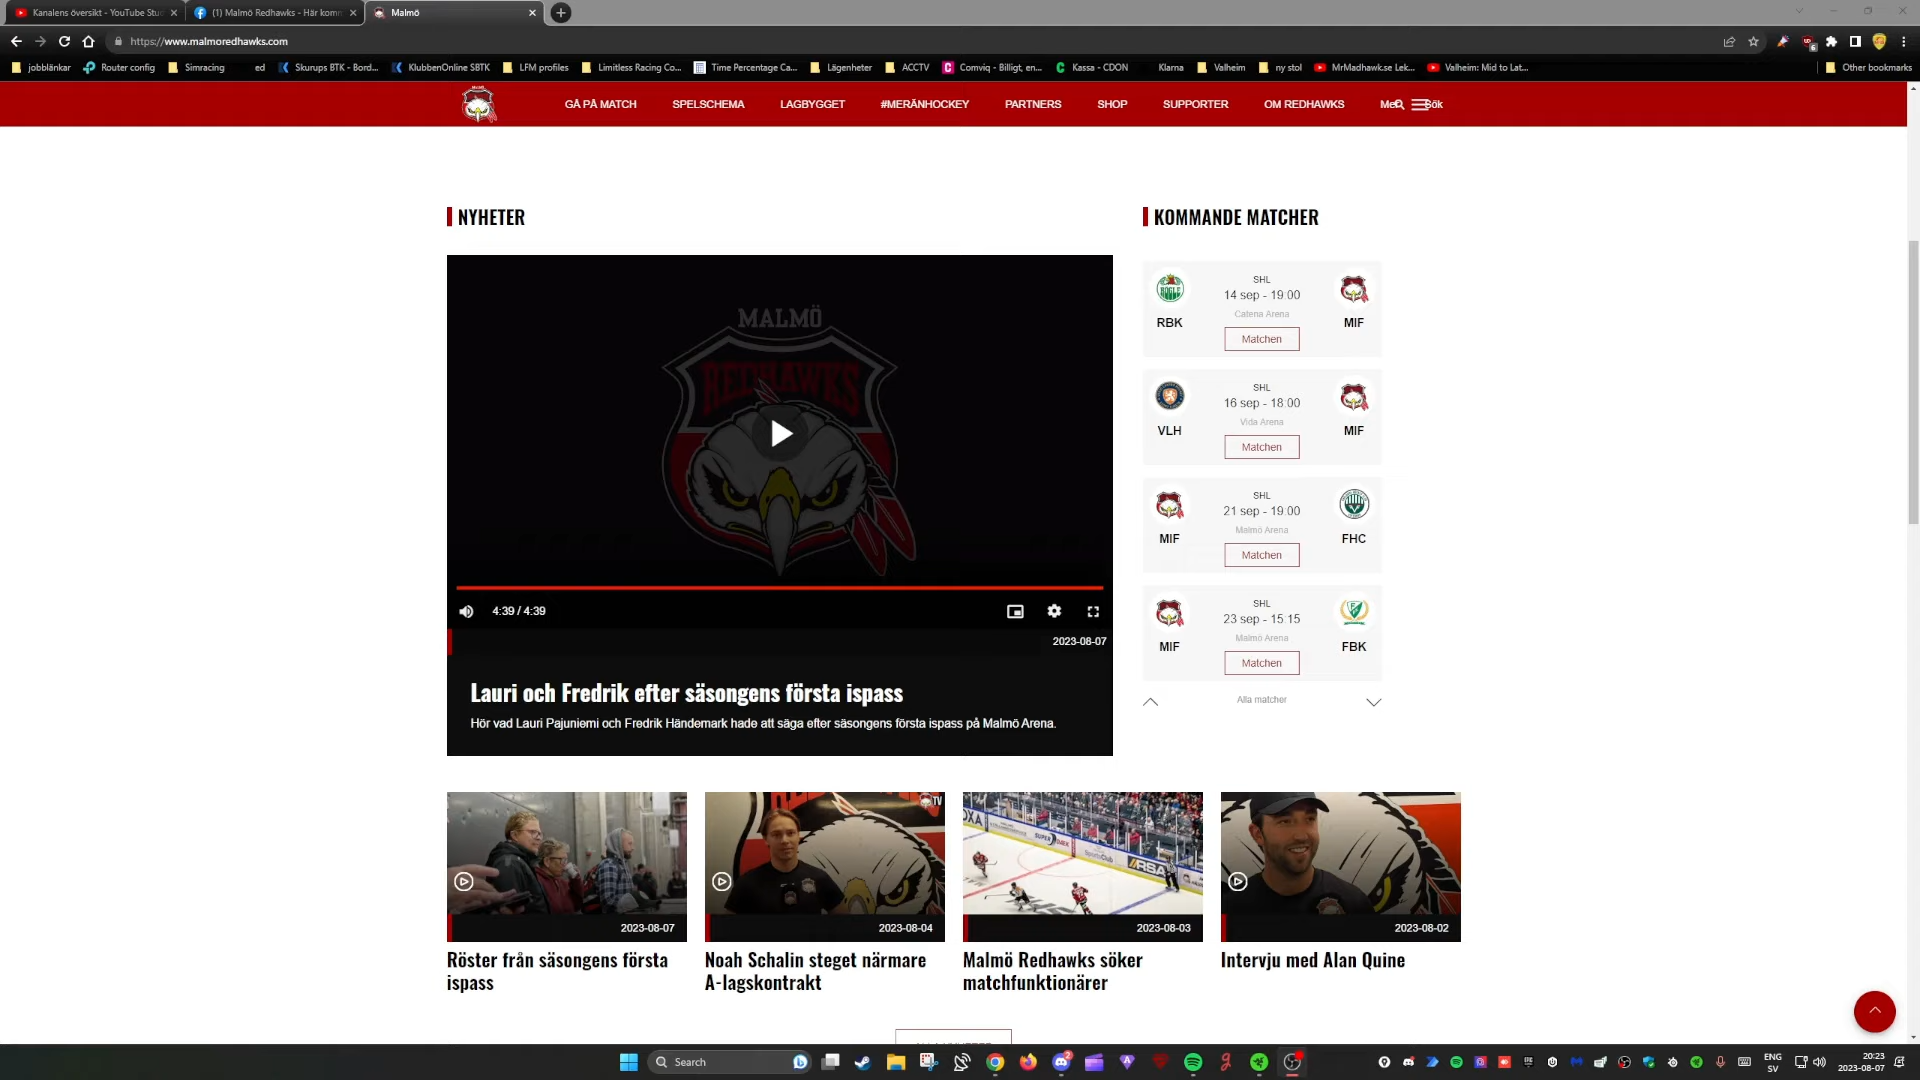 Kanalens översikt - YouTube Stu
(1) Malmö Redhawks - Här komm
Malmö
https://www.malmoredhawks.com
jobblänkar
Router config
Simracing
ed
Skurups BTK - Bord...
KlubbenOnline SBTK
LFM profiles
Limitless Racing Co...
Time Percentage Ca...
Lägenheter
ACCTV
Comviq - Billigt, en...
Kassa - CDON
Klarna
Valheim
ny stol
MrMadhawk.se Lek...
Valheim: Mid to Lat...
Other bookmarks
GÅ PÅ MATCH
SPELSCHEMA
LAGBYGGET
#MERÄNHOCKEY
PARTNERS
SHOP
SUPPORTER
OM REDHAWKS
Sök
NYHETER
MALMÖ
REDHAWKS
4:39 / 4:39
2023-08-07
Lauri och Fredrik efter säsongens första ispass
Hör vad Lauri Pajuniemi och Fredrik Händemark hade att säga efter säsongens första ispass på Malmö Arena.
KOMMANDE MATCHER
SHL
14 sep - 19:00
Catena Arena
RBK
MIF
Matchen
SHL
16 sep - 18:00
Vida Arena
VLH
MIF
Matchen
SHL
21 sep - 19:00
Malmö Arena
MIF
FHC
Matchen
SHL
23 sep - 15:15
Malmö Arena
MIF
FBK
Matchen
Alla matcher
2023-08-07
Röster från säsongens första
ispass
TV
2023-08-04
Noah Schalin steget närmare
A-lagskontrakt
2023-08-03
Malmö Redhawks söker
matchfunktionärer
2023-08-02
Intervju med Alan Quine
Search
ENG
SV
20:23
2023-08-07